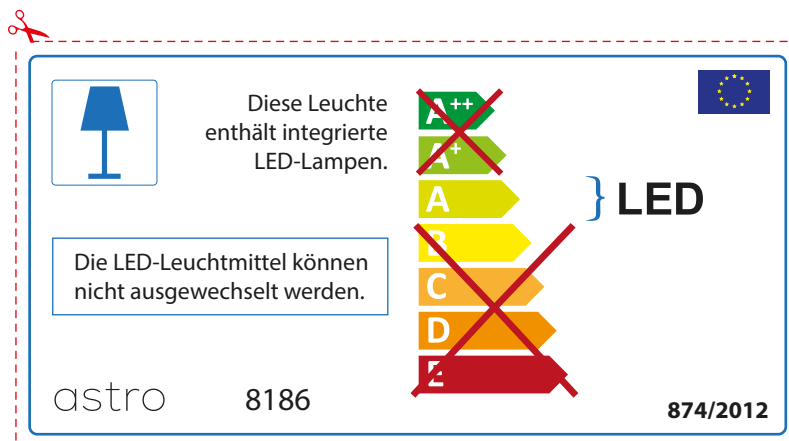 Diese Leuchte
enthält integrierte
LED-Lampen.
Die LED-Leuchtmittel können
nicht ausgewechselt werden.
A++
A+
A
B
C
D
E
LED
astro
8186
874/2012